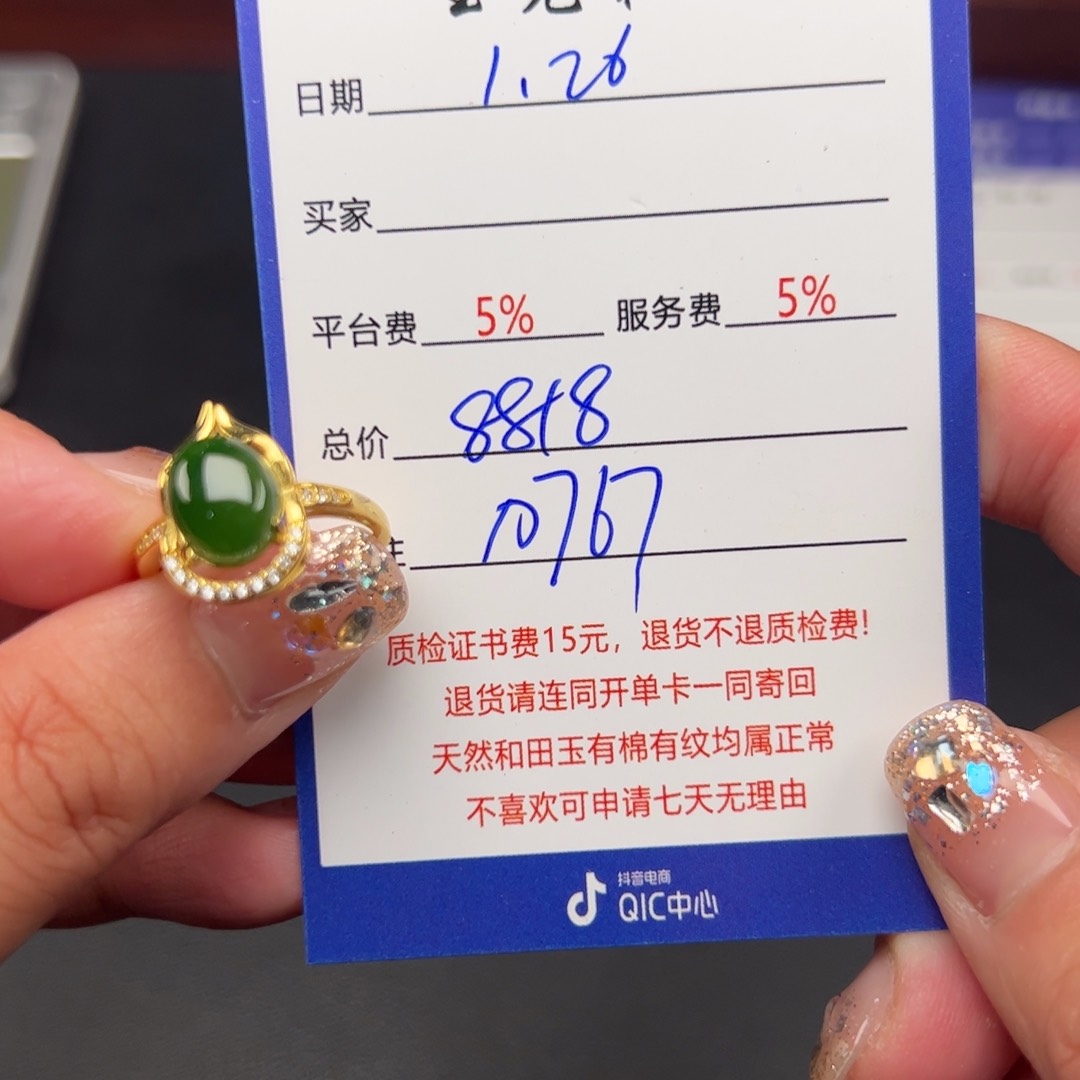 日期 1.26
买家
平台费 5% 服务费 5%
总价 88+8
0767
质检证书费15元，退货不退质检费!
退货请连同开单卡一同寄回
天然和田玉有棉有纹均属正常
不喜欢可申请七天无理由
抖音电商
QIC中心